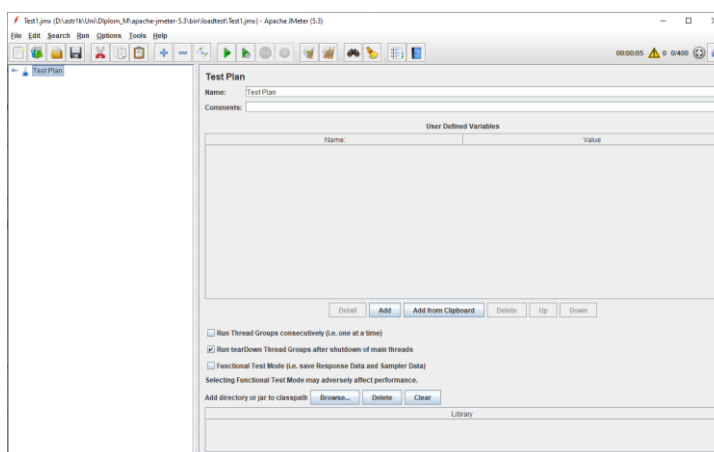 Test1.jmx (D:\astr1k\Uni\DIplom_M\apache-jmeter-5.3\bin\loadtest\Test1.jmx) - Apache JMeter (5.3)
File Edit Search Run Options Tools Help
00:00:05 0 0/400
Test Plan
Test Plan
Name: Test Plan
Comments:
User Defined Variables
Name: Value
Detail Add Add from Clipboard Delete Up Down
Run Thread Groups consecutively (i.e. one at a time)
Run tearDown Thread Groups after shutdown of main threads
Functional Test Mode (i.e. save Response Data and Sampler Data)
Selecting Functional Test Mode may adversely affect performance.
Add directory or jar to classpath Browse... Delete Clear
Library